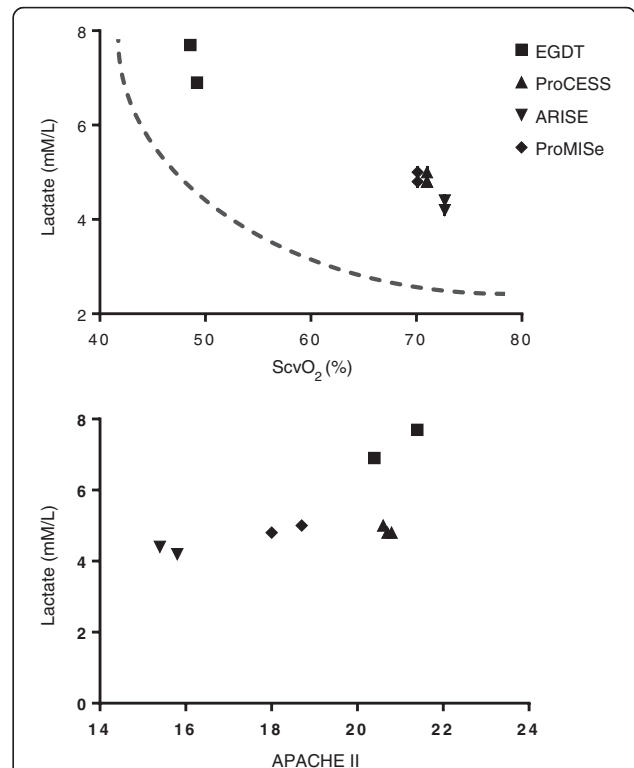 8
6
4
2
Lactate (mM/L)
40 50 60 70 80
ScvO₂ (%)
EGDT
ProCESS
ARISE
ProMISe
8
6
4
2
0
Lactate (mM/L)
14 16 18 20 22 24
APACHE II